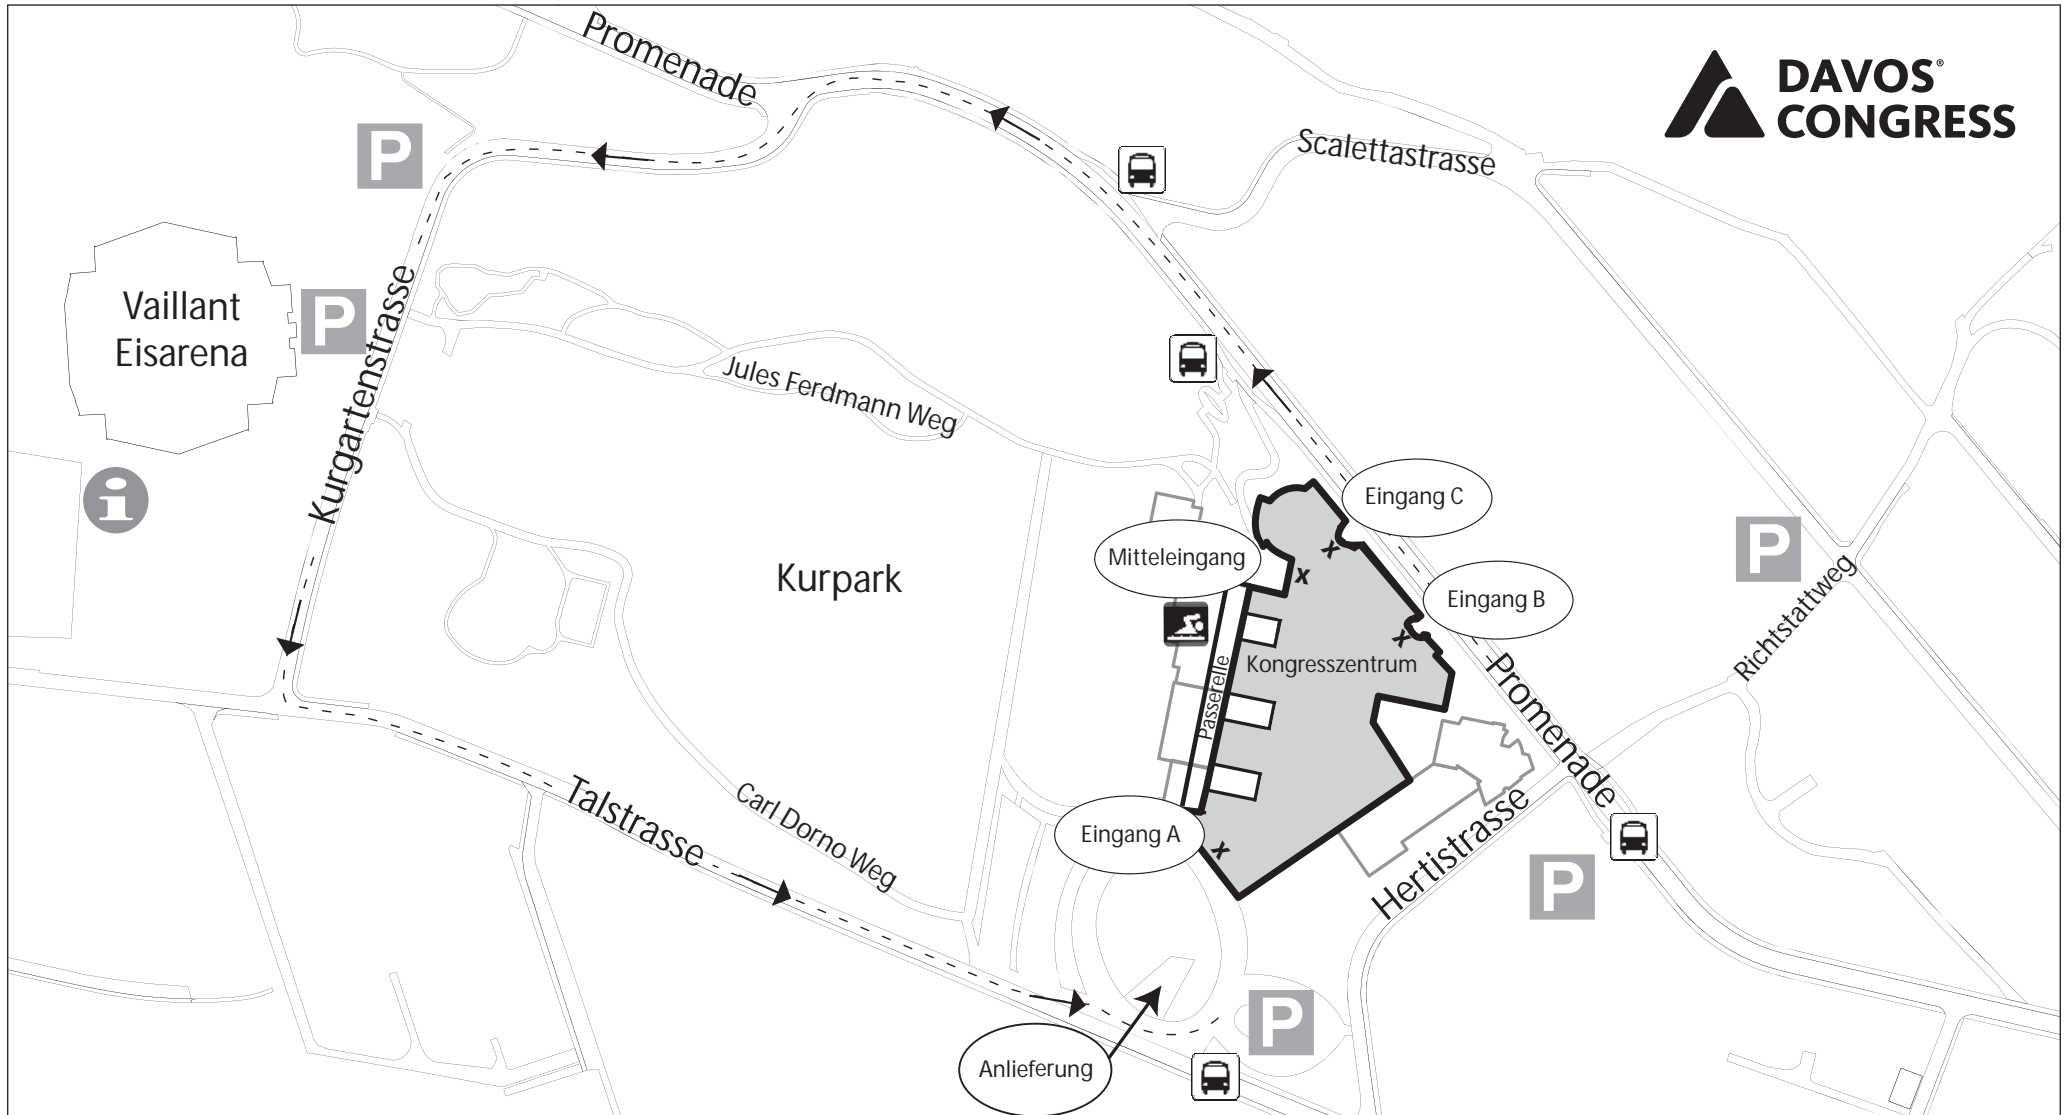 Promenade
DAVOS®
CONGRESS
P
Scalettastrasse
Vaillant
Eisarena
P
Kurgartenstrasse
Jules Ferdmann Weg
i
Eingang C
Mitteleingang
x
x
P
Kurpark
Eingang B
x
Richtstattweg
Kongresszentrum
Passerelle
Promenade
Talstrasse
Carl Dorno Weg
Eingang A
x
Hertistrasse
P
P
Anlieferung